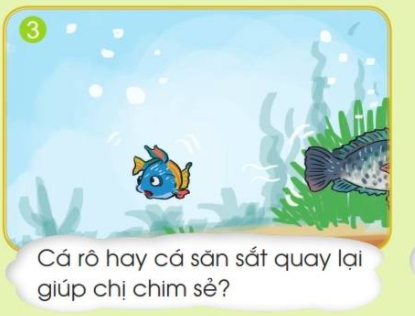 3
Cá rô hay cá săn sắt quay lại
giúp chị chim sẻ?